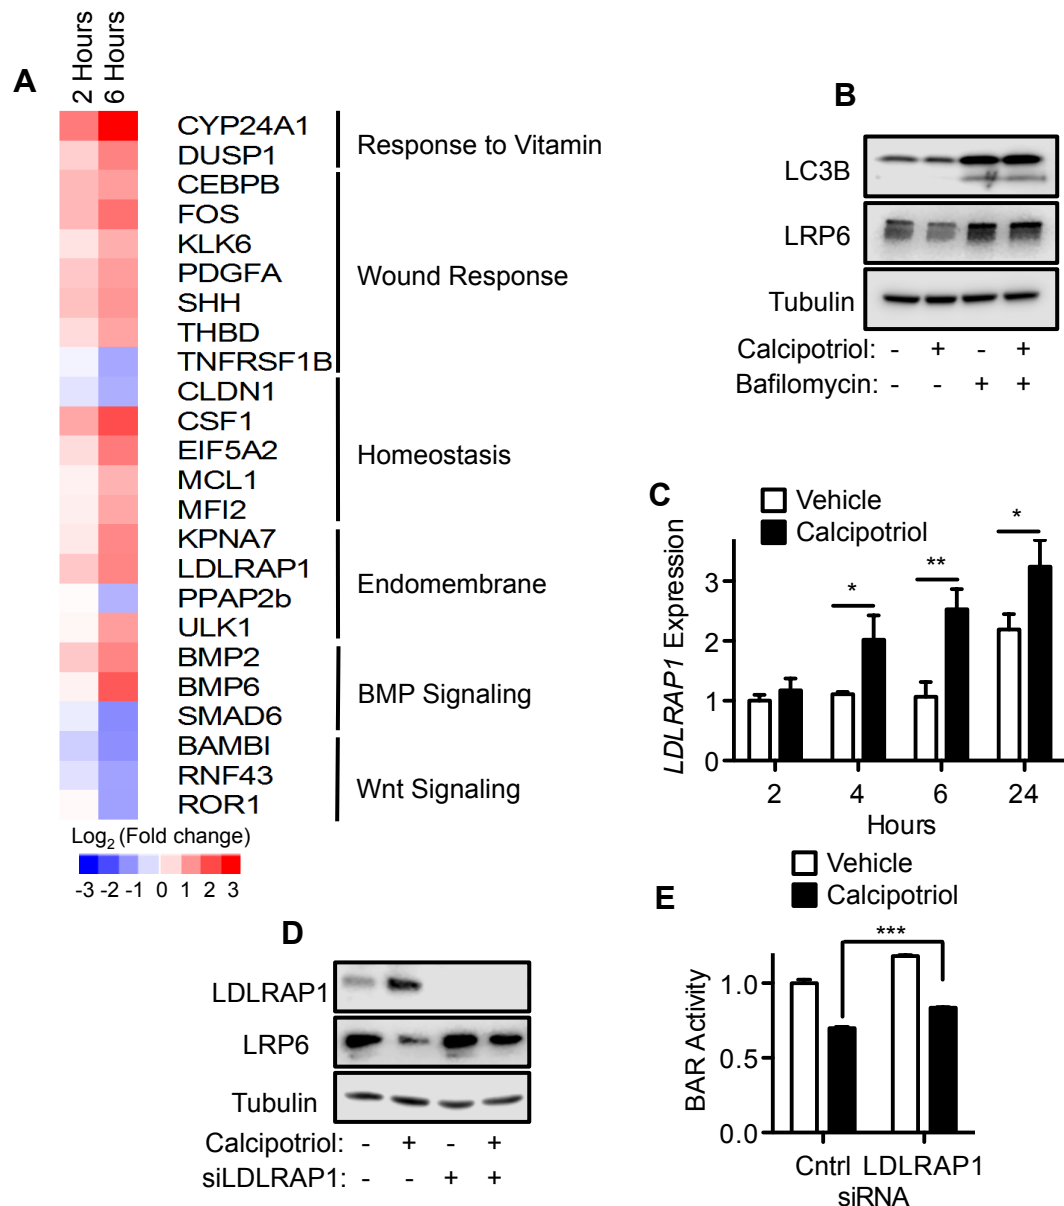 A
2 Hours
6 Hours
CYP24A1
DUSP1
CEBPB
FOS
KLK6
PDGFA
SHH
THBD
TNFRSF1B
CLDN1
CSF1
EIF5A2
MCL1
MFI2
KPNA7
LDLRAP1
PPAP2b
ULK1
BMP2
BMP6
SMAD6
BAMBI
RNF43
ROR1
Response to Vitamin
Wound Response
Homeostasis
Endomembrane
BMP Signaling
Wnt Signaling
Log2 (Fold change)
-3 -2 -1 0 1 2 3
B
LC3B
LRP6
Tubulin
Calcipotriol: - + - +
Bafilomycin: - - + +
C
Vehicle
Calcipotriol
LDLRAP1 Expression
3
2
1
0
* ** *
2 4 6 24
Hours
D
LDLRAP1
LRP6
Tubulin
Calcipotriol: - + - +
siLDLRAP1: - - + +
E
Vehicle
Calcipotriol
***
BAR Activity
1.0
0.5
0.0
Cntrl LDLRAP1
siRNA